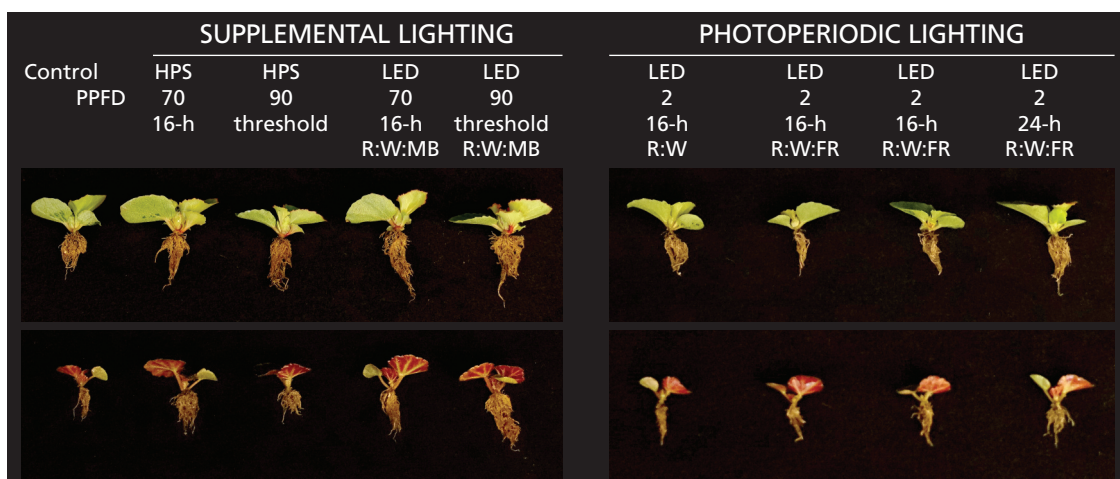 SUPPLEMENTAL LIGHTING PHOTOPERIODIC LIGHTING
Control HPS HPS LED LED LED LED LED LED
PPFD 70 90 70 90 2 2 2 2
16-h threshold 16-h threshold 16-h 16-h 16-h 24-h
R:W:MB R:W:MB R:W R:W:FR R:W:FR R:W:FR